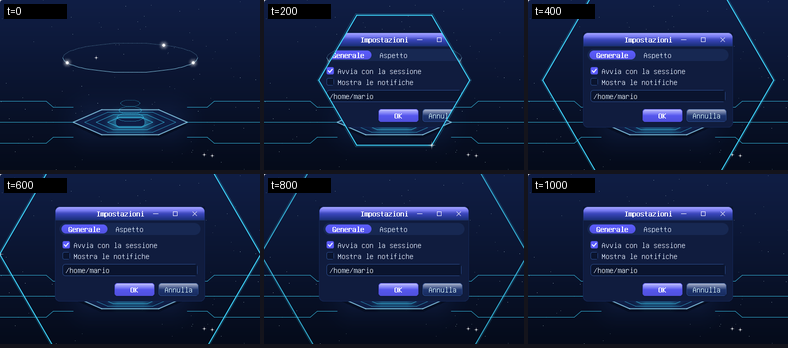 t=0
t=200
Impostazioni
Generale Aspetto
Avvia con la sessione
Mostra le notifiche
/home/mario
OK Annul
t=400
Impostazioni
Generale Aspetto
Avvia con la sessione
Mostra le notifiche
/home/mario
OK Annulla
t=600
Impostazioni
Generale Aspetto
Avvia con la sessione
Mostra le notifiche
/home/mario
OK Annulla
t=800
Impostazioni
Generale Aspetto
Avvia con la sessione
Mostra le notifiche
/home/mario
OK Annulla
t=1000
Impostazioni
Generale Aspetto
Avvia con la sessione
Mostra le notifiche
/home/mario
OK Annulla